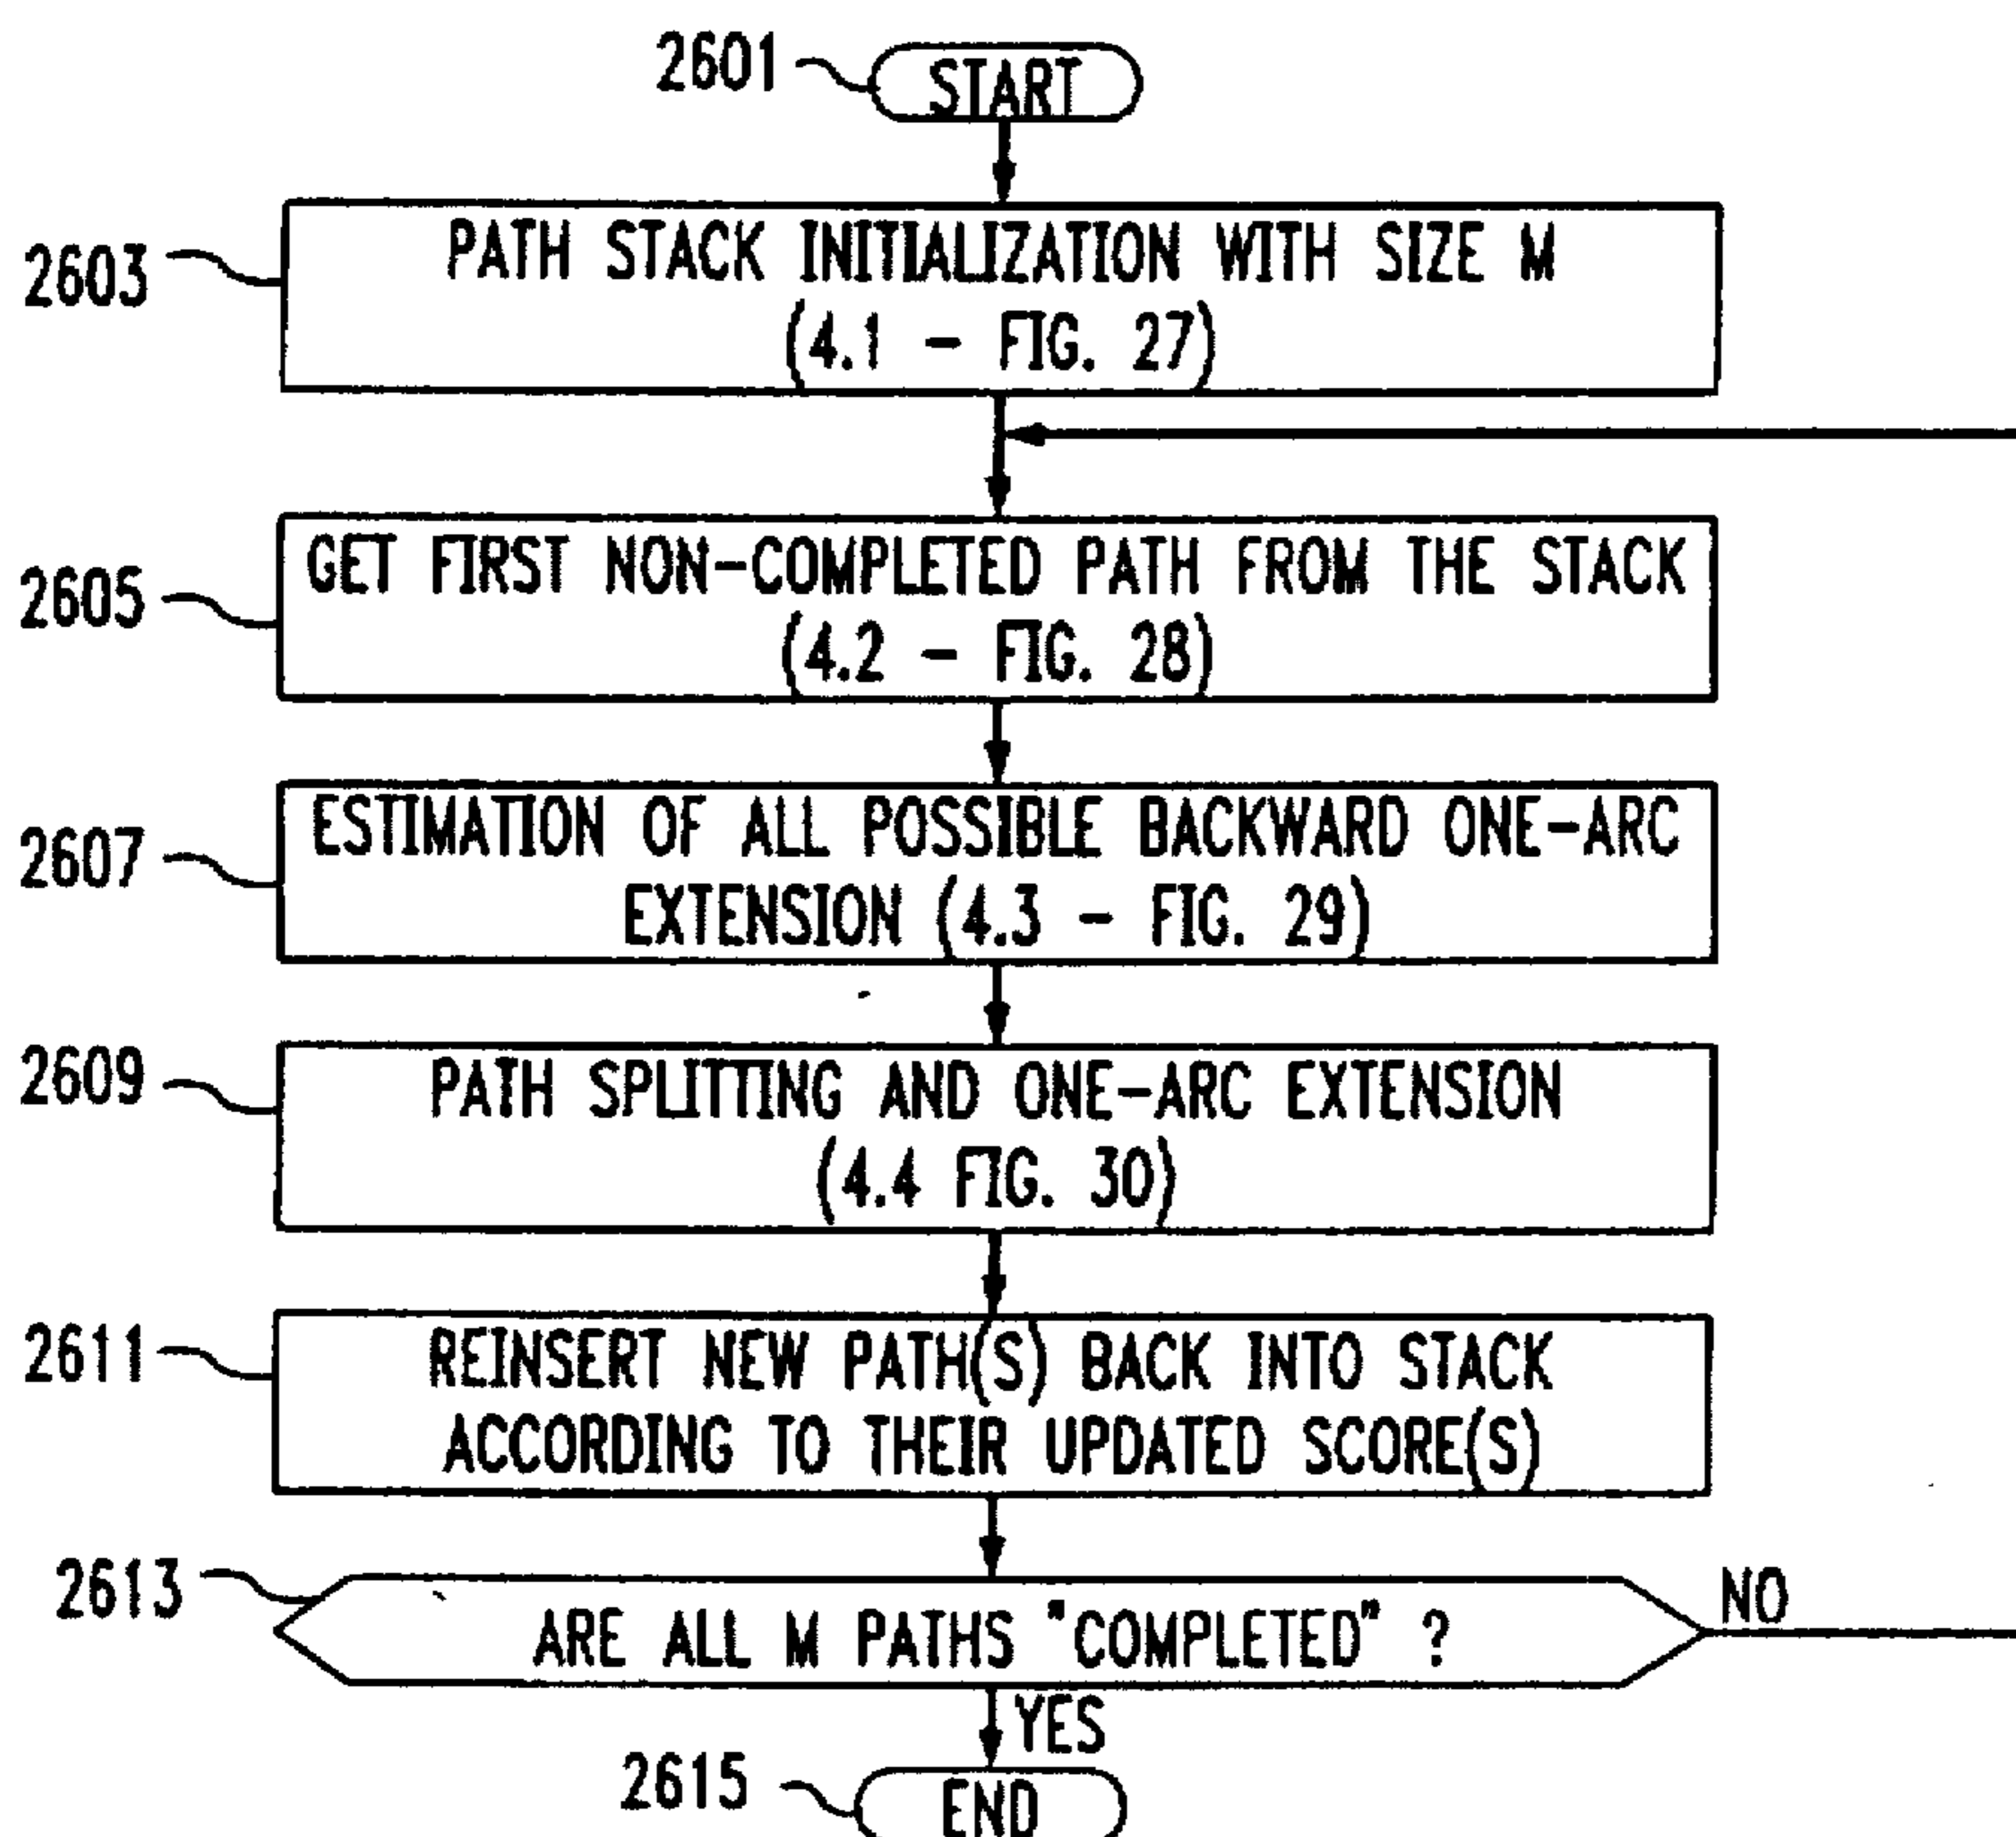 2601
START
2603
PATH STACK INITIALIZATION WITH SIZE M
(4.1 - FIG. 27)
2605
GET FIRST NON-COMPLETED PATH FROM THE STACK
(4.2 - FIG. 28)
2607
ESTIMATION OF ALL POSSIBLE BACKWARD ONE-ARC
EXTENSION (4.3 - FIG. 29)
2609
PATH SPLITTING AND ONE-ARC EXTENSION
(4.4 FIG. 30)
2611
REINSERT NEW PATH(S) BACK INTO STACK
ACCORDING TO THEIR UPDATED SCORE(S)
2613
ARE ALL M PATHS "COMPLETED" ?
NO
YES
2615
END